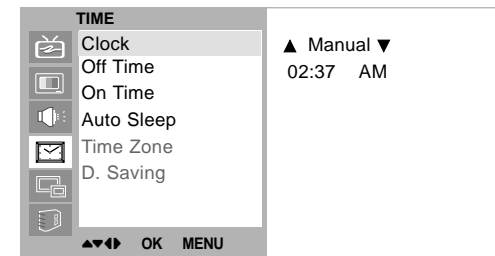 TIME
Clock
Off Time
On Time
Auto Sleep
Time Zone
D. Saving
▲▼◀▶ OK MENU
▲ Manual ▼
02:37 AM